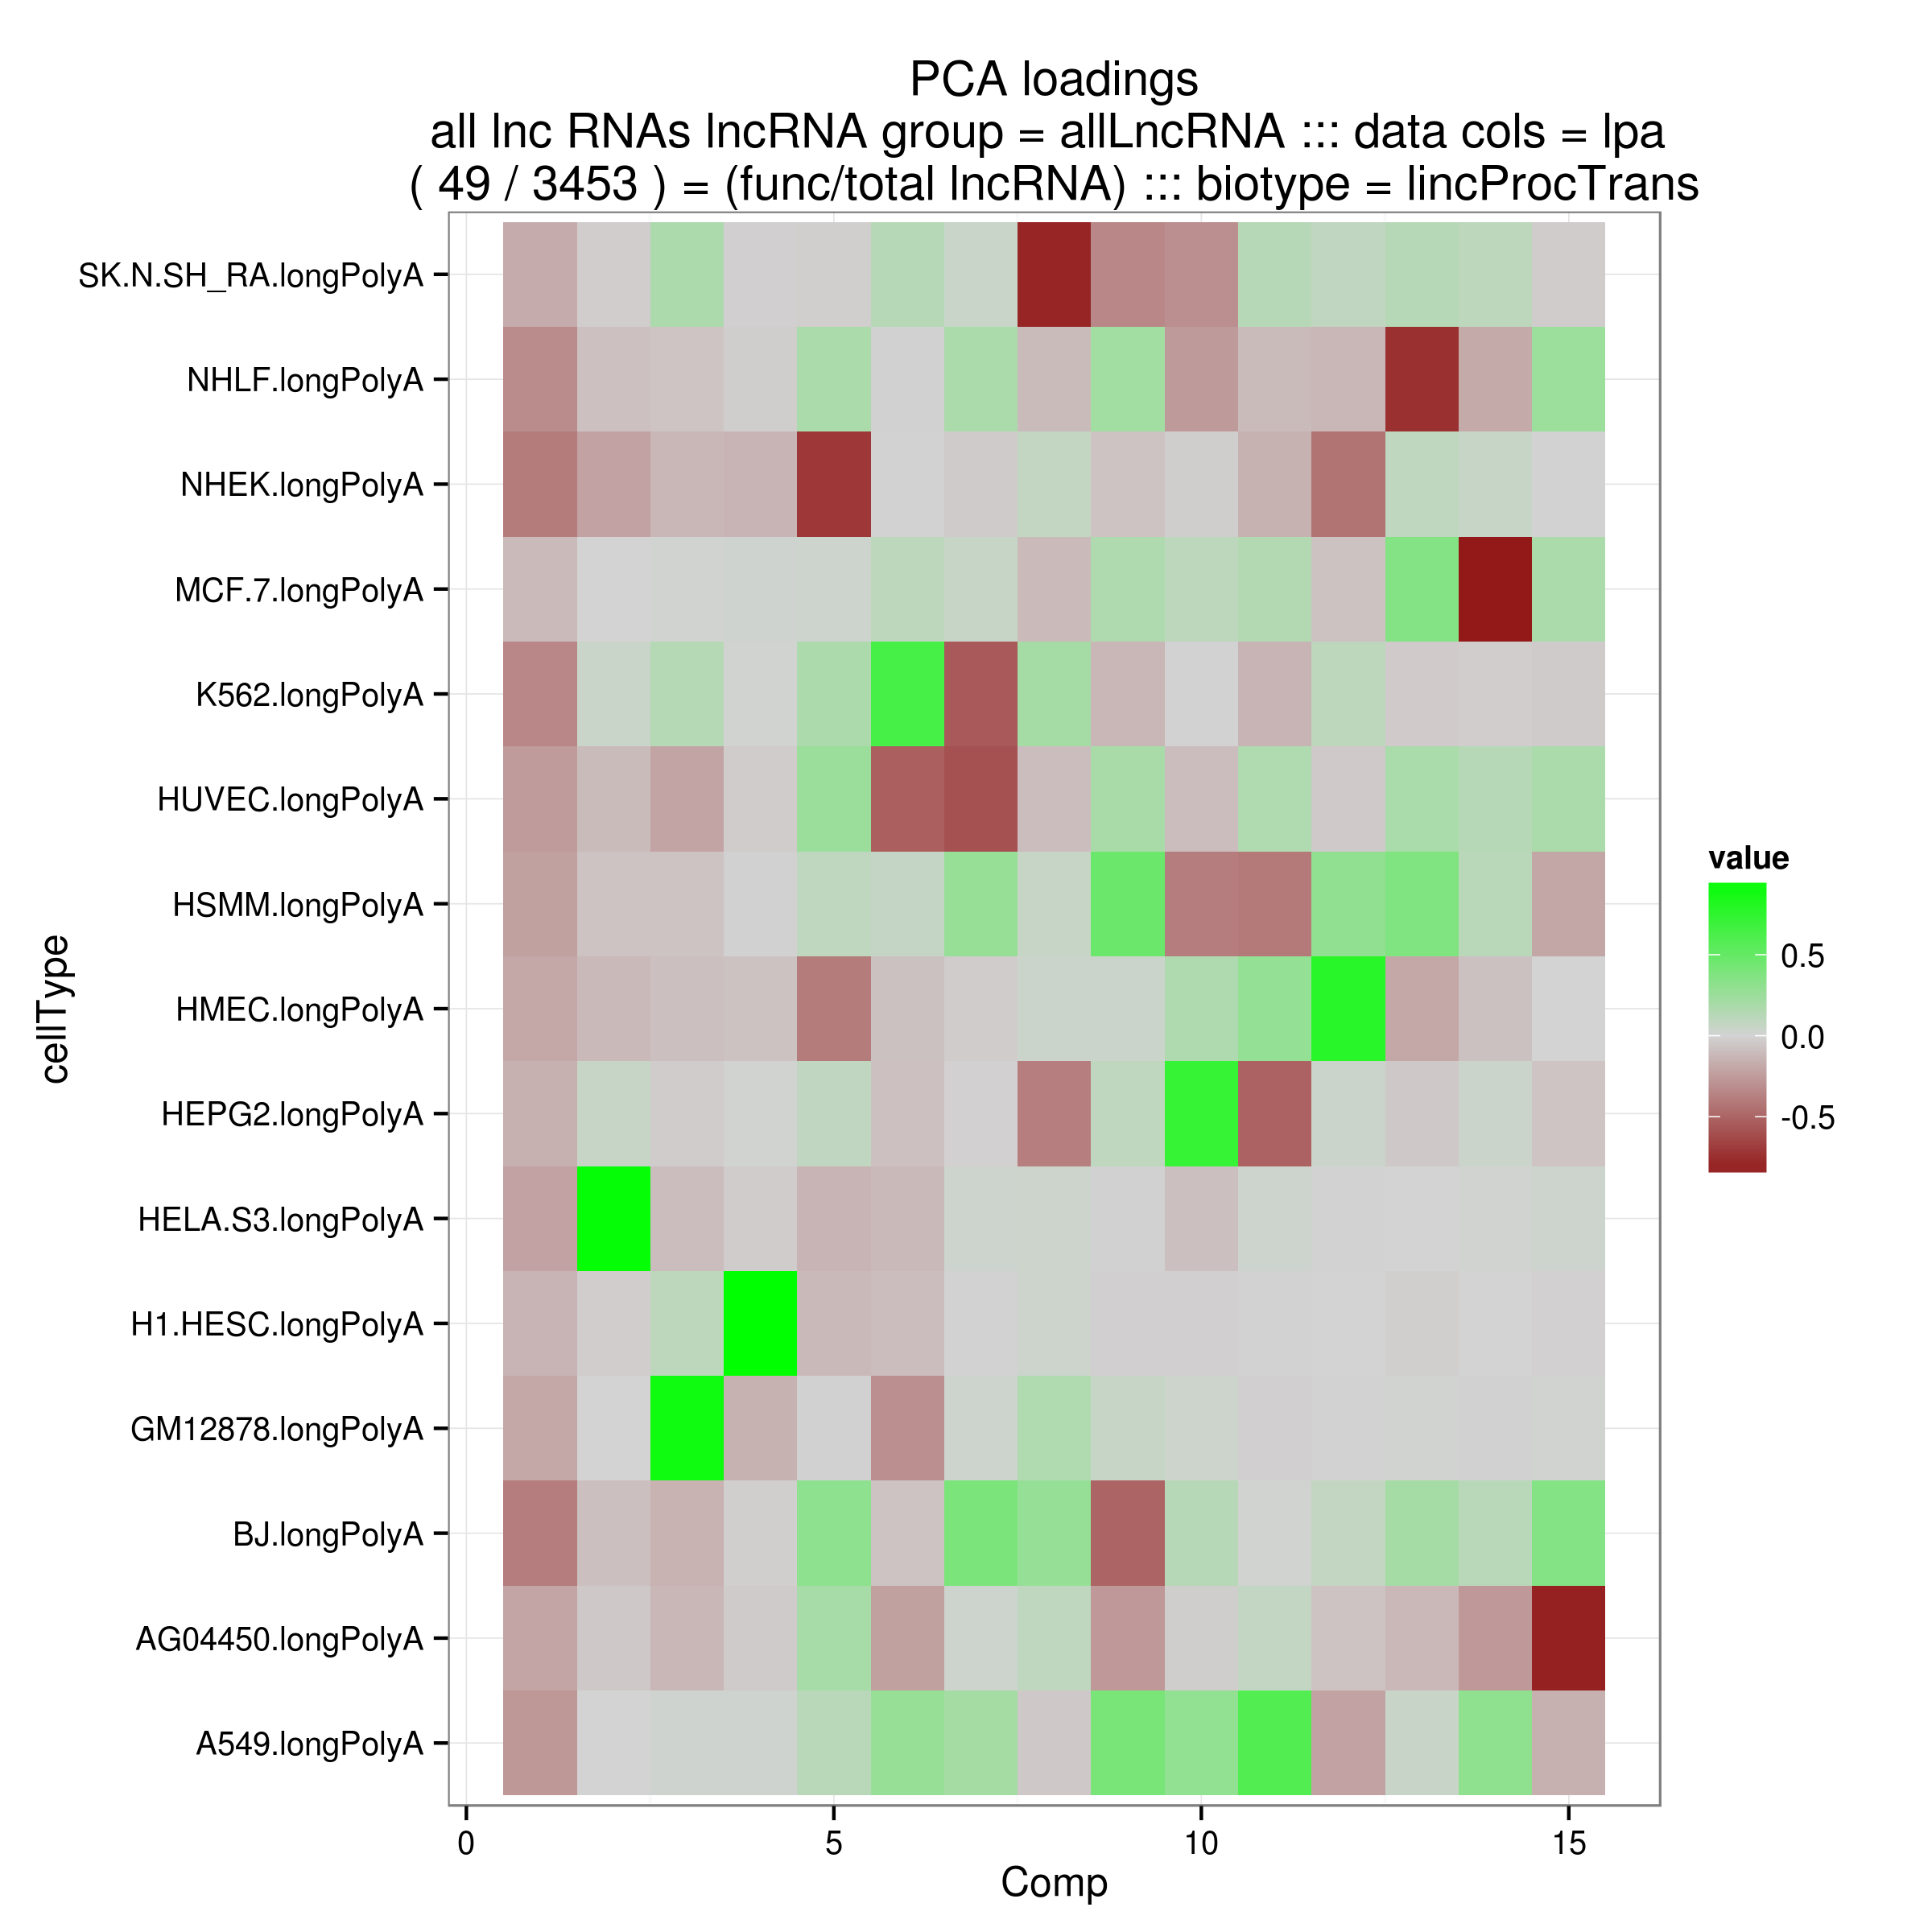 PCA loadings
all lnc RNAs lncRNA group = allLncRNA ::: data cols = lpa
( 49 / 3453 ) = (func/total lncRNA) ::: biotype = lincProcTrans
SK.N.SH_RA.longPolyA
NHLF.longPolyA
NHEK.longPolyA
MCF.7.longPolyA
K562.longPolyA
HUVEC.longPolyA
HSMM.longPolyA
HMEC.longPolyA
HEPG2.longPolyA
HELA.S3.longPolyA
H1.HESC.longPolyA
GM12878.longPolyA
BJ.longPolyA
AG04450.longPolyA
A549.longPolyA
cellType
0
5
10
15
Comp
value
0.5
0.0
-0.5